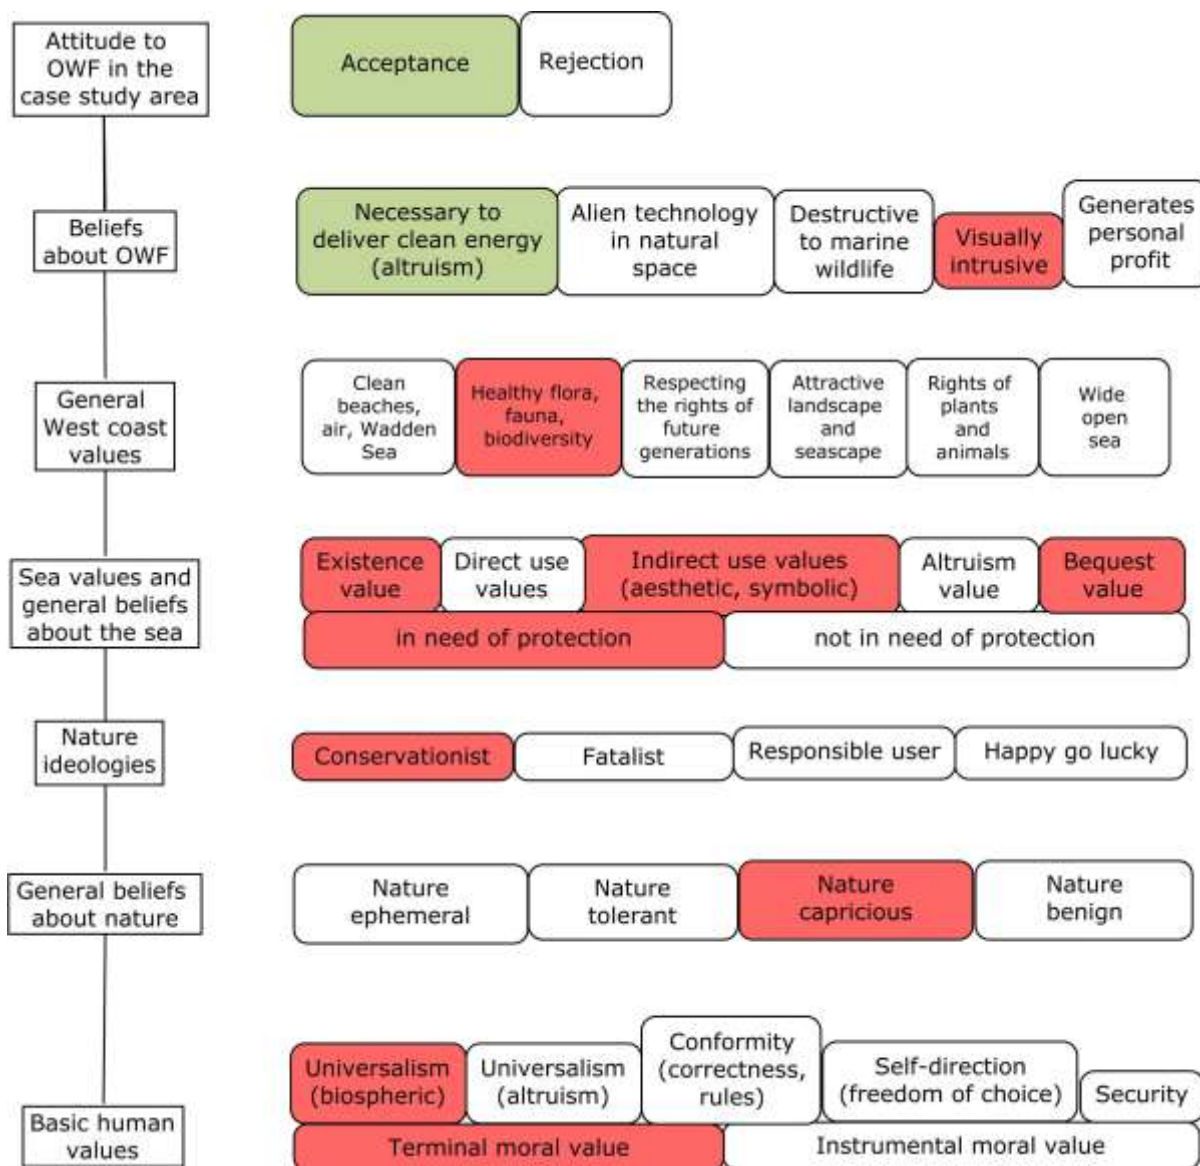 Attitude to
OWF in the
case study area
Acceptance
Rejection
Beliefs
about OWF
Necessary to
deliver clean energy
(altruism)
Alien technology
in natural
space
Destructive
to marine
wildlife
Visually
intrusive
Generates
personal
profit
General
West coast
values
Clean
beaches,
air, Wadden
Sea
Healthy flora,
fauna,
biodiversity
Respecting
the rights of
future
generations
Attractive
landscape
and
seascape
Rights of
plants
and
animals
Wide
open
sea
Sea values and
general beliefs
about the sea
Existence
value
Direct use
values
Indirect use values
(aesthetic, symbolic)
Altruism
value
Bequest
value
in need of protection
not in need of protection
Nature
ideologies
Conservationist
Fatalist
Responsible user
Happy go lucky
General beliefs
about nature
Nature
ephemeral
Nature
tolerant
Nature
capricious
Nature
benign
Basic human
values
Universalism
(biospheric)
Universalism
(altruism)
Conformity
(correctness,
rules)
Self-direction
(freedom of choice)
Security
Terminal moral value
Instrumental moral value